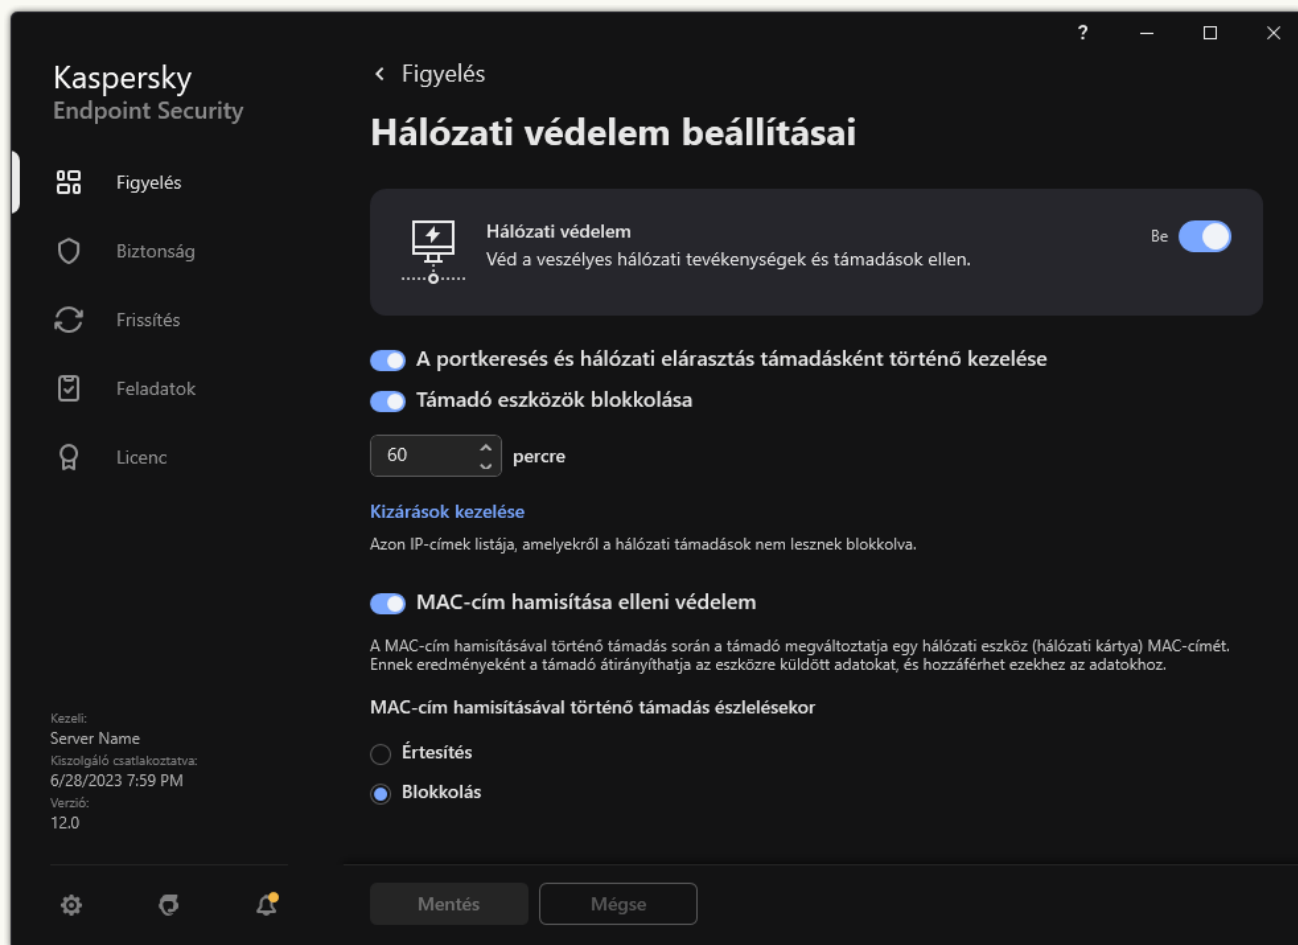 ?
Kaspersky
Endpoint Security
Figyelés
Biztonság
Frissítés
Feladatok
Licenc
Kezeli:
Server Name
Kiszolgáló csatlakoztatva:
6/28/2023 7:59 PM
Verzió:
12.0
Figyelés
Hálózati védelem beállításai
Hálózati védelem
Véd a veszélyes hálózati tevékenységek és támadások ellen.
Be
A portkeresés és hálózati elárasztás támadásként történő kezelése
Támadó eszközök blokkolása
60 percre
Kizárások kezelése
Azon IP-címek listája, amelyekről a hálózati támadások nem lesznek blokkolva.
MAC-cím hamisítása elleni védelem
A MAC-cím hamisításával történő támadás során a támadó megváltoztatja egy hálózati eszköz (hálózati kártya) MAC-címét.
Ennek eredményeként a támadó átirányíthatja az eszközre küldött adatokat, és hozzáférhet ezekhez az adatokhoz.
MAC-cím hamisításával történő támadás észlelésekor
Értesítés
Blokkolás
Mentés
Mégse